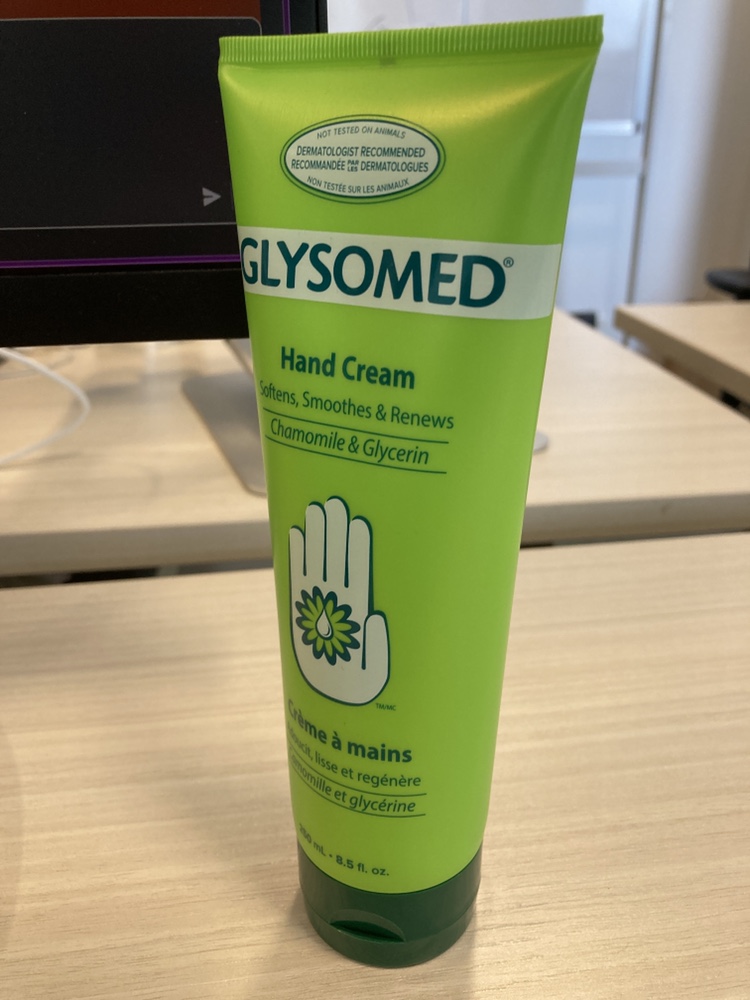 NOT TESTED ON ANIMALS
DERMATOLOGIST RECOMMENDED
RECOMMANDÉE PAR LES DERMATOLOGUES
NON TESTÉE SUR LES ANIMAUX
GLYSOMED®
Hand Cream
Softens, Smoothes & Renews
Chamomile & Glycerin
TM/MC
Crème à mains
lisse et regénère
et glycérine
250 mL • 8.5 fl. oz.